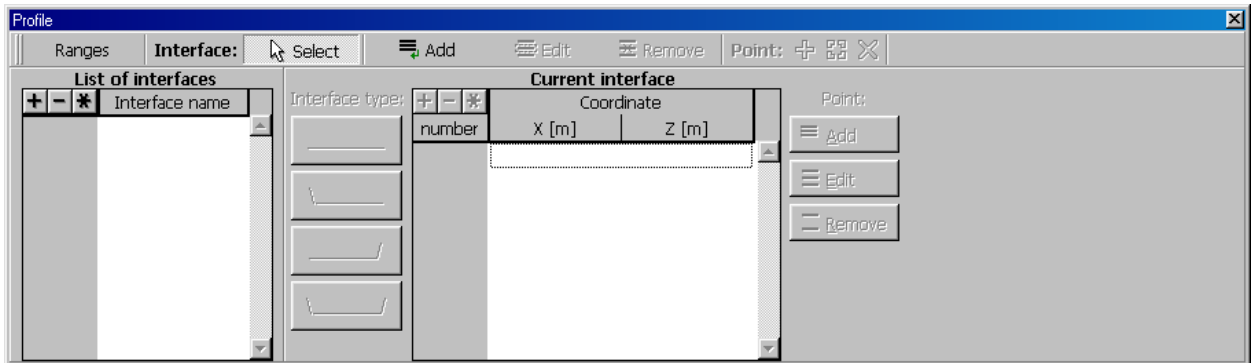 Profile
Ranges Interface: Select Add Edit Remove Point:
List of interfaces
Interface name
Interface type:
Current interface
Coordinate
number X [m] Z [m]
Point:
Add
Edit
Remove